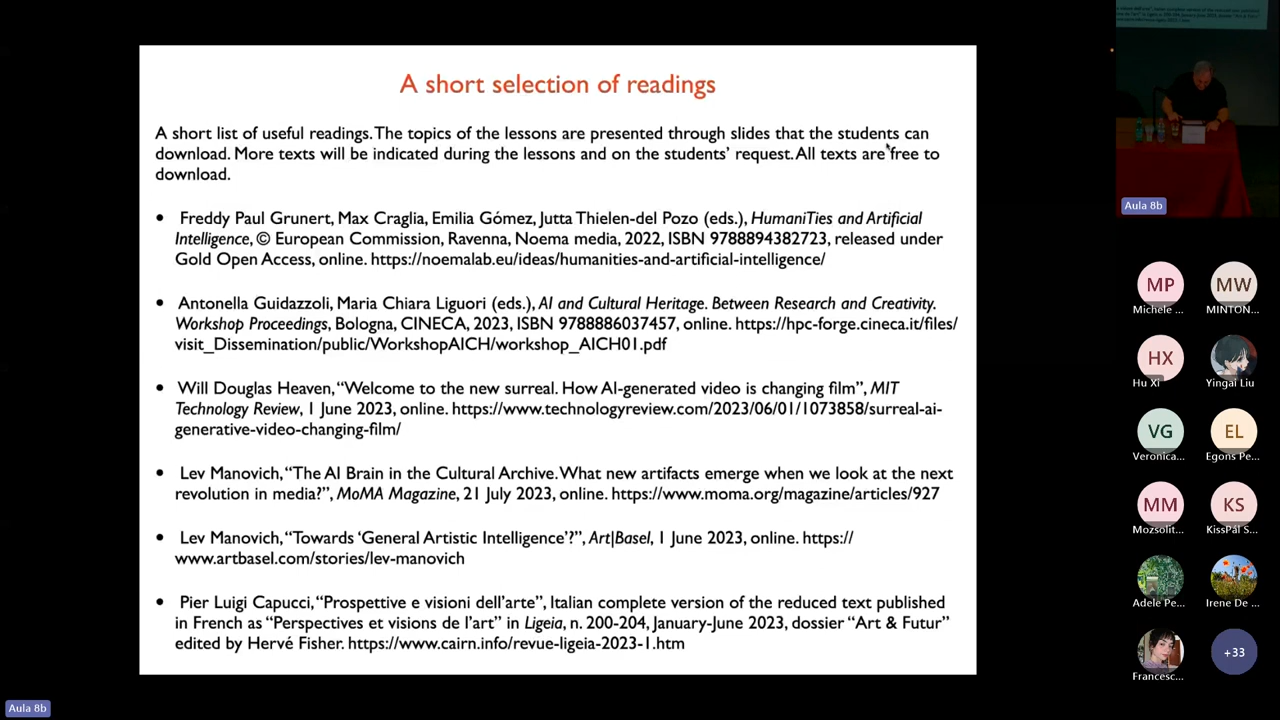 A short selection of readings
A short list of useful readings. The topics of the lessons are presented through slides that the students can
download. More texts will be indicated during the lessons and on the students’ request. All texts are free to
download.
• Freddy Paul Grunert, Max Craglia, Emilia Gómez, Jutta Thielen-del Pozo (eds.), HumaniTies and Artificial
Intelligence, © European Commission, Ravenna, Noema media, 2022, ISBN 9788894382723, released under
Gold Open Access, online. https://noemalab.eu/ideas/humanities-and-artificial-intelligence/
• Antonella Guidazzoli, Maria Chiara Liguori (eds.), AI and Cultural Heritage. Between Research and Creativity.
Workshop Proceedings, Bologna, CINECA, 2023, ISBN 9788886037457, online. https://hpc-forge.cineca.it/files/
visit_Dissemination/public/WorkshopAICH/workshop_AICH01.pdf
• Will Douglas Heaven, “Welcome to the new surreal. How AI-generated video is changing film”, MIT
Technology Review, 1 June 2023, online. https://www.technologyreview.com/2023/06/01/1073858/surreal-ai-
generative-video-changing-film/
• Lev Manovich, “The AI Brain in the Cultural Archive. What new artifacts emerge when we look at the next
revolution in media?”, MoMA Magazine, 21 July 2023, online. https://www.moma.org/magazine/articles/927
• Lev Manovich, “Towards ‘General Artistic Intelligence’?”, Art|Basel, 1 June 2023, online. https://
www.artbasel.com/stories/lev-manovich
• Pier Luigi Capucci, “Prospettive e visioni dell’arte”, Italian complete version of the reduced text published
in French as “Perspectives et visions de l’art” in Ligeia, n. 200-204, January-June 2023, dossier “Art & Futur”
edited by Hervé Fisher. https://www.cairn.info/revue-ligeia-2023-1.htm
Aula 8b
Aula 8b
MP
Michele ...
MW
MINTON...
HX
Hu Xi
Yingal Liu
VG
Veronica...
EL
Egons Pe...
MM
Mozsolit...
KS
KissPál S...
Adele Pe...
Irene De ...
Francesc...
+33